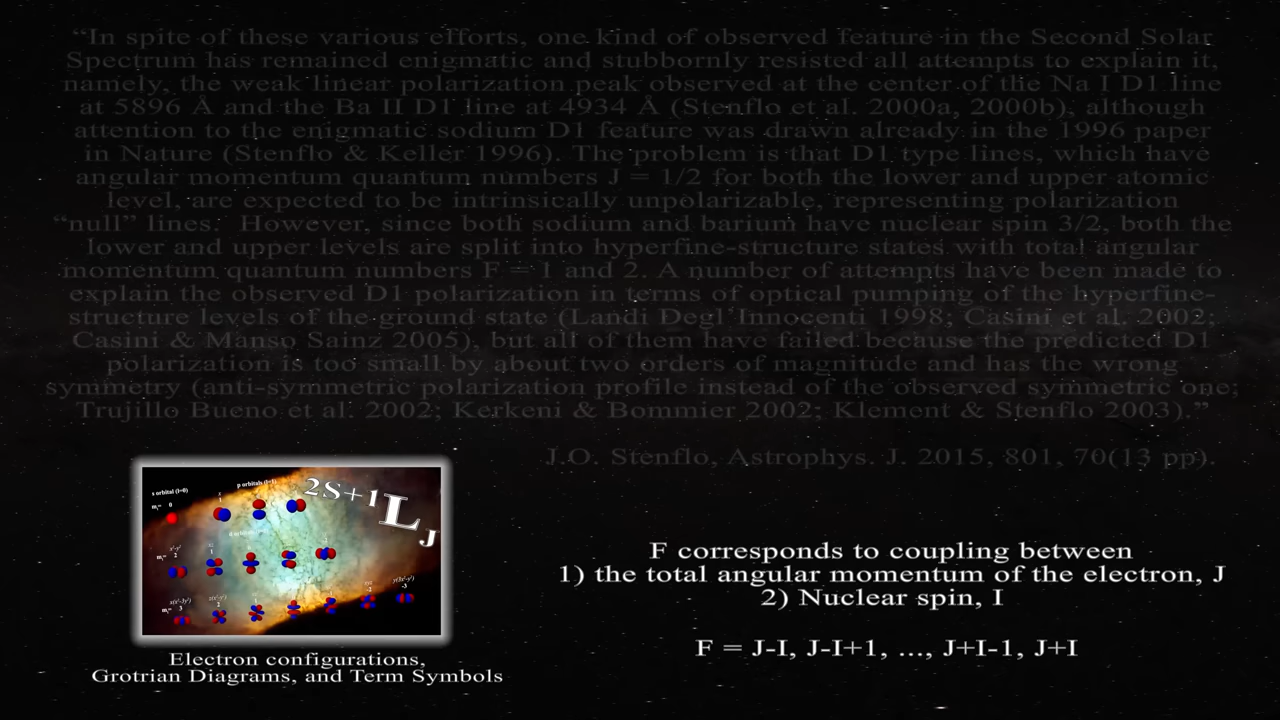 “In spite of these various efforts, one kind of observed feature in the Second Solar
Spectrum has remained enigmatic and stubbornly resisted all attempts to explain it,
namely, the weak linear polarization peak observed at the center of the Na I D1 line
at 5896 Å and the Ba II D1 line at 4934 Å (Stenflo et al. 2000a, 2000b), although
attention to the enigmatic sodium D1 feature was drawn already in the 1996 paper
in Nature (Stenflo & Keller 1996). The problem is that D1 type lines, which have
angular momentum quantum numbers J = 1/2 for both the lower and upper atomic
level, are expected to be intrinsically unpolarizable, representing polarization
“null” lines. However, since both sodium and barium have nuclear spin 3/2, both the
lower and upper levels are split into hyperfine-structure states with total angular
momentum quantum numbers F = 1 and 2. A number of attempts have been made to
explain the observed D1 polarization in terms of optical pumping of the hyperfine-
structure levels of the ground state (Landi Degl’Innocenti 1998; Casini et al. 2002;
Casini & Manso Sainz 2005), but all of them have failed because the predicted D1
polarization is too small by about two orders of magnitude and has the wrong
symmetry (anti-symmetric polarization profile instead of the observed symmetric one;
Trujillo Bueno et al. 2002; Kerkeni & Bommier 2002; Klement & Stenflo 2003).”
J.O. Stenflo, Astrophys. J. 2015, 801, 70(13 pp).
s orbital (l=0)
p orbitals (l=1)
2S+1LJ
Electron configurations,
Grotrian Diagrams, and Term Symbols
F corresponds to coupling between
1) the total angular momentum of the electron, J
2) Nuclear spin, I
F = J-I, J-I+1, ..., J+I-1, J+I